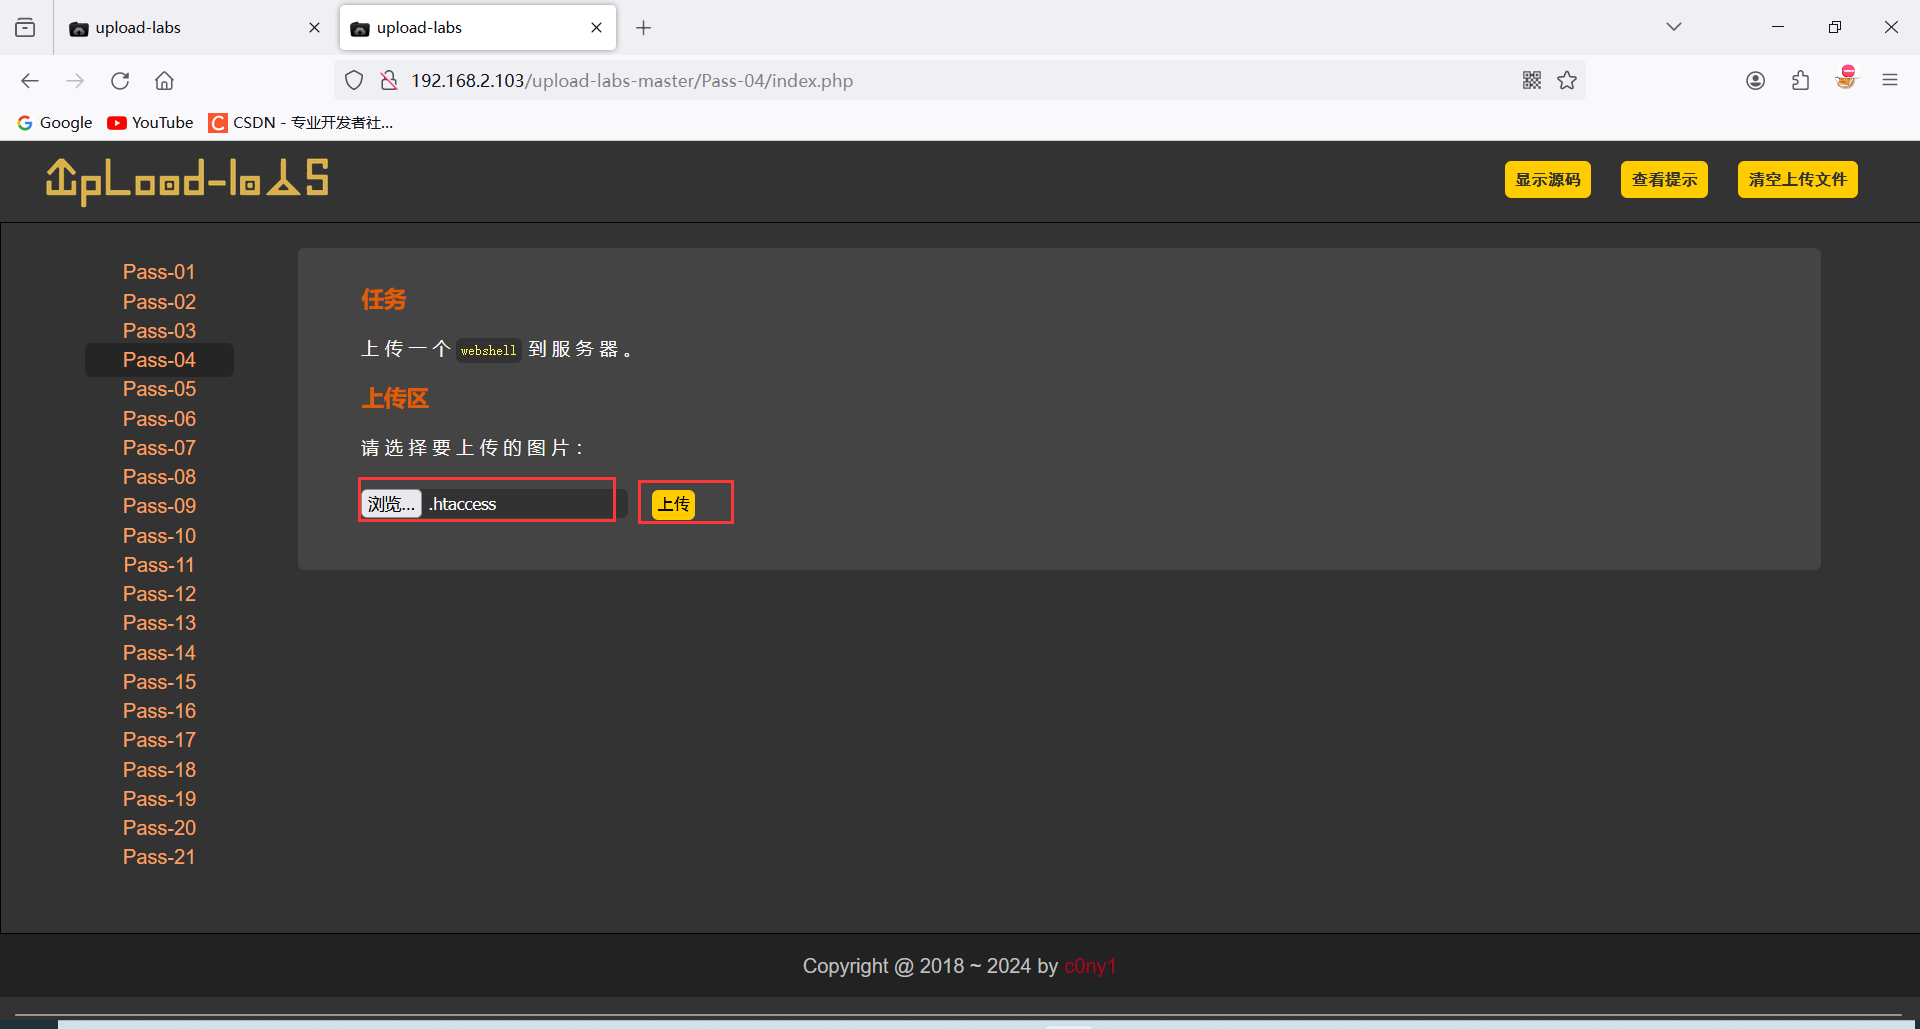 upload-labs
upload-labs
192.168.2.103/upload-labs-master/Pass-04/index.php
Google
YouTube
CSDN - 专业开发者社...
UpLoad-labS
显示源码
查看提示
清空上传文件
Pass-01
Pass-02
Pass-03
Pass-04
Pass-05
Pass-06
Pass-07
Pass-08
Pass-09
Pass-10
Pass-11
Pass-12
Pass-13
Pass-14
Pass-15
Pass-16
Pass-17
Pass-18
Pass-19
Pass-20
Pass-21
任务
上传一个 webshell 到服务器。
上传区
请选择要上传的图片：
浏览... .htaccess
上传
Copyright @ 2018 ~ 2024 by c0ny1